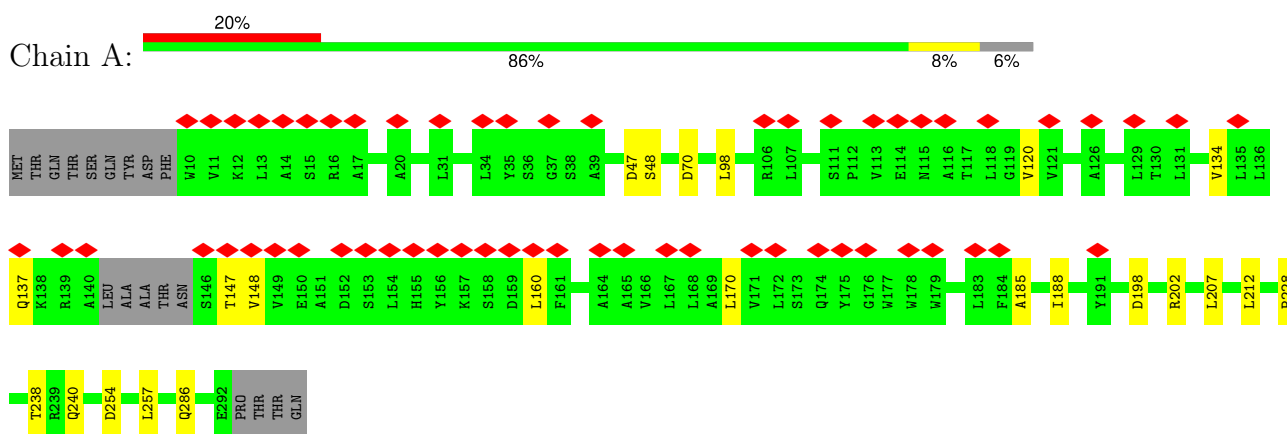 20%
Chain A:
86% 8% 6%
MET THR GLN THR THR SER GLN TYR ASP PHE W10 V11 K12 L13 A14 S15 R16 A17 A20 L31 L34 Y35 S36 G37 S38 A39 D47 S48 D70 L98 R106 L107 S111 P112 V113 E114 N115 A116 T117 L118 G119 V120 V121 A126 L129 T130 L131 V134 L135 L136
Q137 K138 R139 A140 LEU ALA ALA THR ASN S146 T147 V148 V149 E150 A151 D152 S153 L154 H155 Y156 K157 S158 D159 L160 F161 A164 A165 V166 L167 L168 A169 L170 V171 L172 S173 Q174 Y175 G176 W177 W178 W179 L183 F184 A185 I188 Y191 D198 R202 L207 L212
T238 R239 Q240 D254 L257 Q286 E292 PRO THR THR GLN